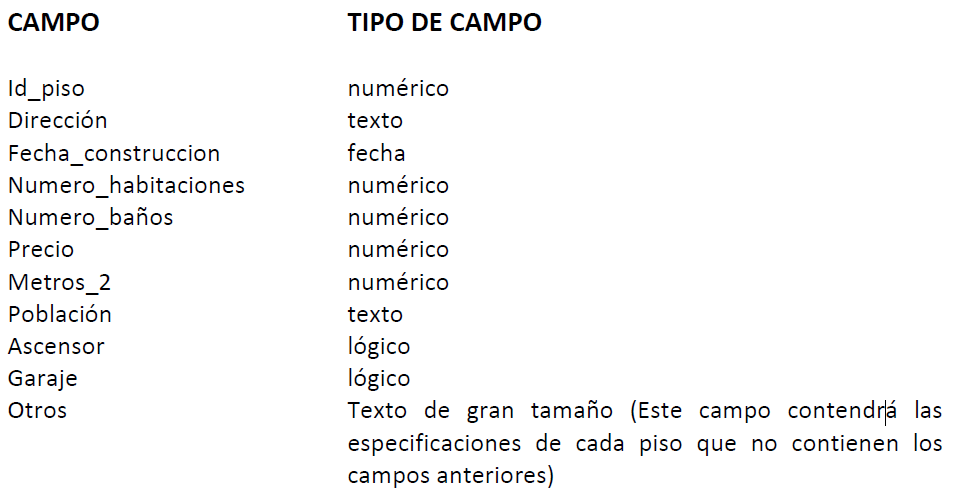 CAMPO TIPO DE CAMPO
Id_piso numérico
Dirección texto
Fecha_construccion fecha
Numero_habitaciones numérico
Numero_baños numérico
Precio numérico
Metros_2 numérico
Población texto
Ascensor lógico
Garaje lógico
Otros Texto de gran tamaño (Este campo contendrá las
especificaciones de cada piso que no contienen los
campos anteriores)